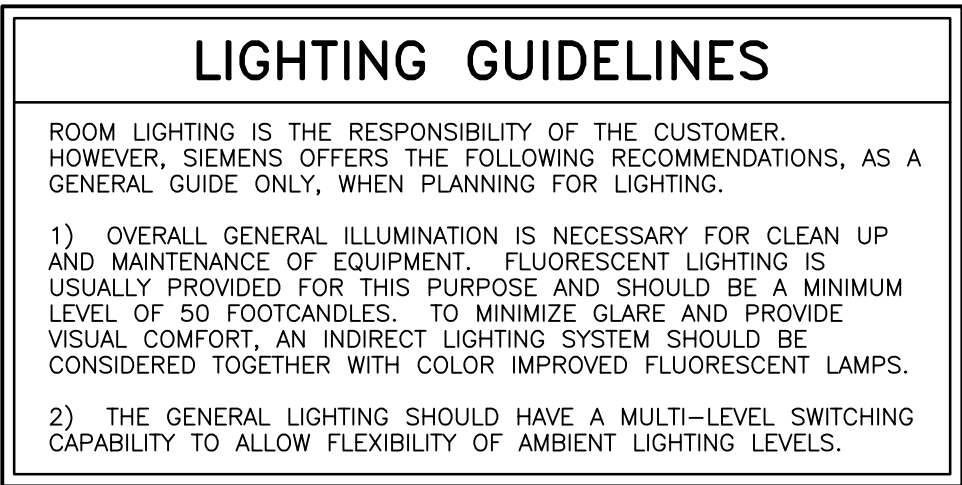 LIGHTING GUIDELINES
ROOM LIGHTING IS THE RESPONSIBILITY OF THE CUSTOMER.
HOWEVER, SIEMENS OFFERS THE FOLLOWING RECOMMENDATIONS, AS A
GENERAL GUIDE ONLY, WHEN PLANNING FOR LIGHTING.
1) OVERALL GENERAL ILLUMINATION IS NECESSARY FOR CLEAN UP
AND MAINTENANCE OF EQUIPMENT. FLUORESCENT LIGHTING IS
USUALLY PROVIDED FOR THIS PURPOSE AND SHOULD BE A MINIMUM
LEVEL OF 50 FOOTCANDLES. TO MINIMIZE GLARE AND PROVIDE
VISUAL COMFORT, AN INDIRECT LIGHTING SYSTEM SHOULD BE
CONSIDERED TOGETHER WITH COLOR IMPROVED FLUORESCENT LAMPS.
2) THE GENERAL LIGHTING SHOULD HAVE A MULTI-LEVEL SWITCHING
CAPABILITY TO ALLOW FLEXIBILITY OF AMBIENT LIGHTING LEVELS.